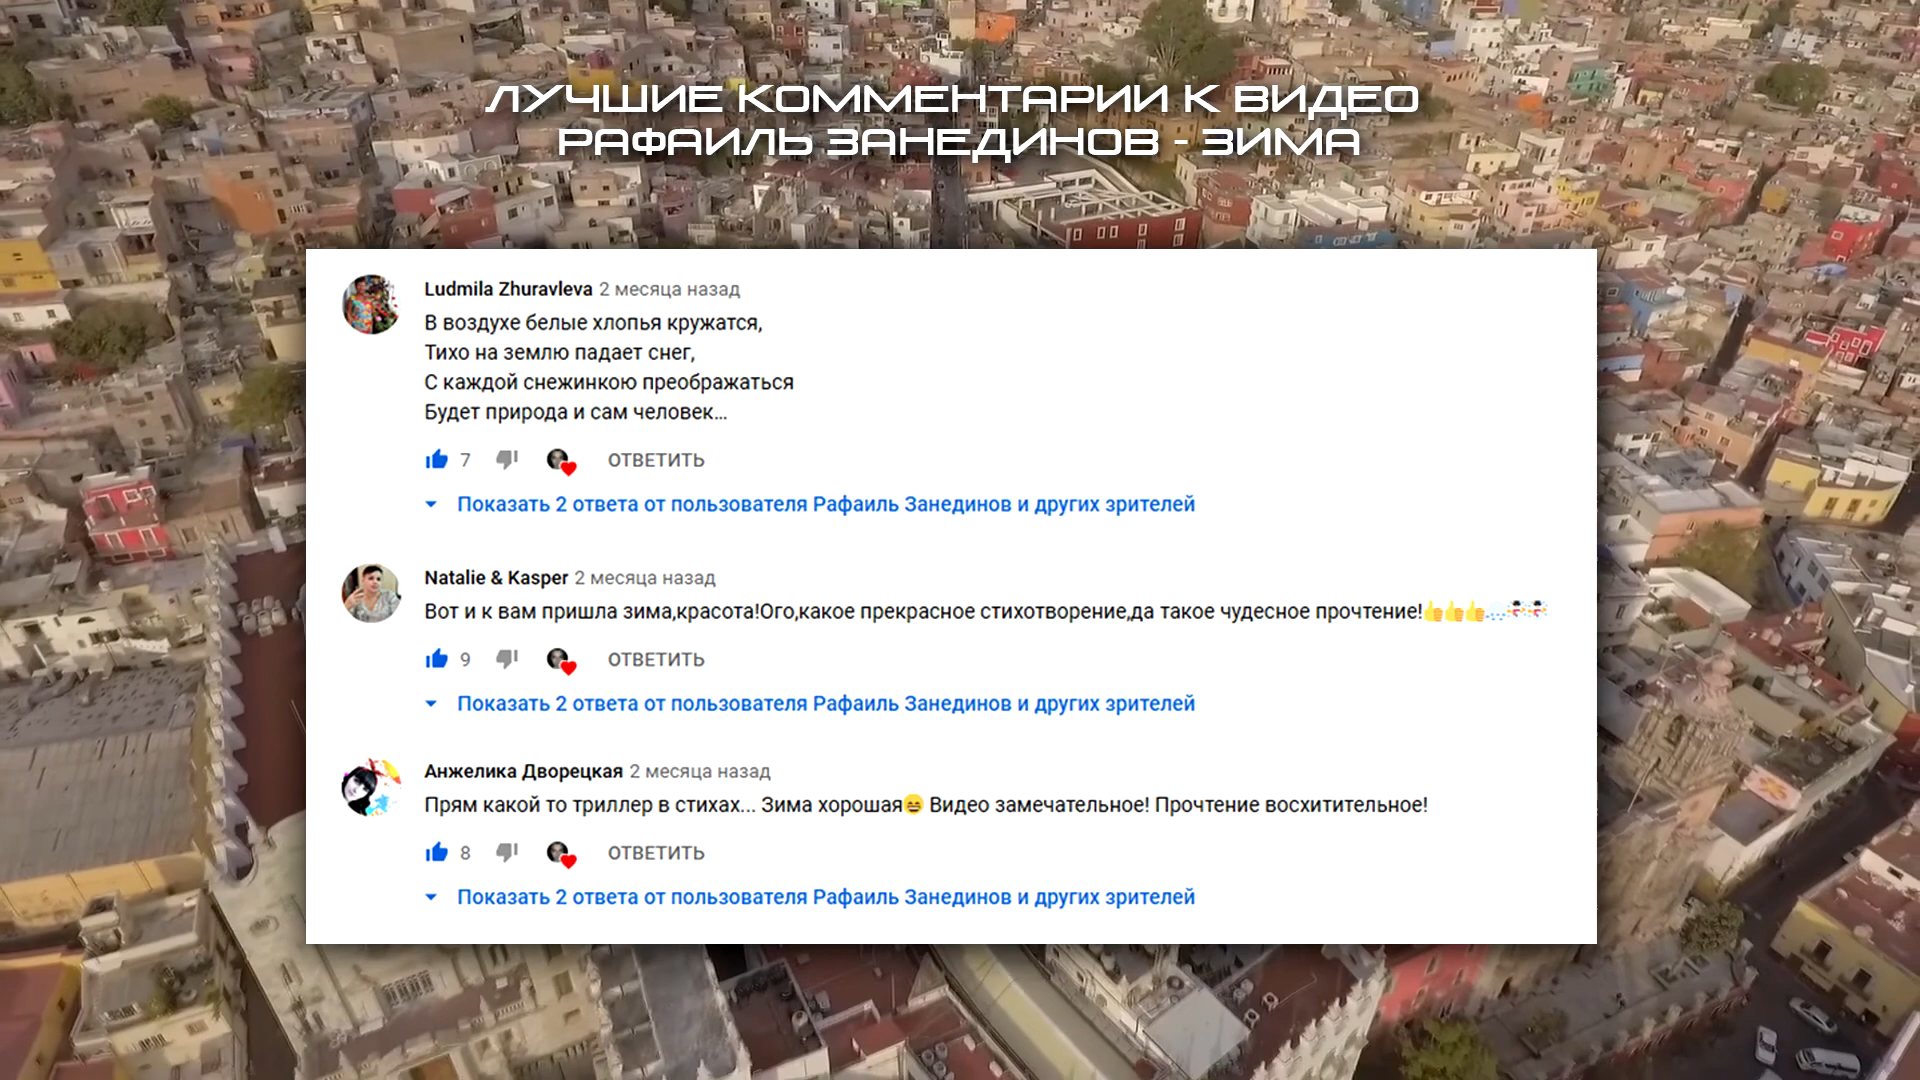 ЛУЧШИЕ КОММЕНТАРИИ К ВИДЕО
РАФАИЛЬ ЗАНЕДИНОВ - ЗИМА
Ludmila Zhuravleva 2 месяца назад
В воздухе белые хлопья кружатся,
Тихо на землю падает снег,
С каждой снежинкою преображаться
Будет природа и сам человек...
7 ОТВЕТИТЬ
Показать 2 ответа от пользователя Рафаиль Занединов и других зрителей
Natalie & Kasper 2 месяца назад
Вот и к вам пришла зима,красота!Ого,какое прекрасное стихотворение,да такое чудесное прочтение!👍👍👍🌨☃☃
9 ОТВЕТИТЬ
Показать 2 ответа от пользователя Рафаиль Занединов и других зрителей
Анжелика Дворецкая 2 месяца назад
Прям какой то триллер в стихах... Зима хорошая😄 Видео замечательное! Прочтение восхитительное!
8 ОТВЕТИТЬ
Показать 2 ответа от пользователя Рафаиль Занединов и других зрителей